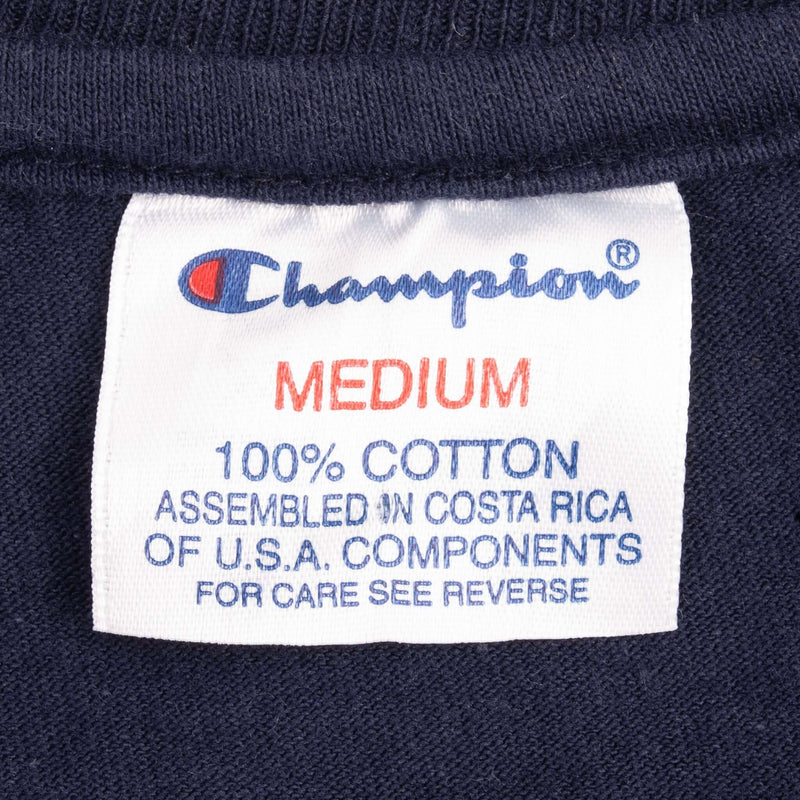 Champion®
MEDIUM
100% COTTON
ASSEMBLED IN COSTA RICA
OF U.S.A. COMPONENTS
FOR CARE SEE REVERSE